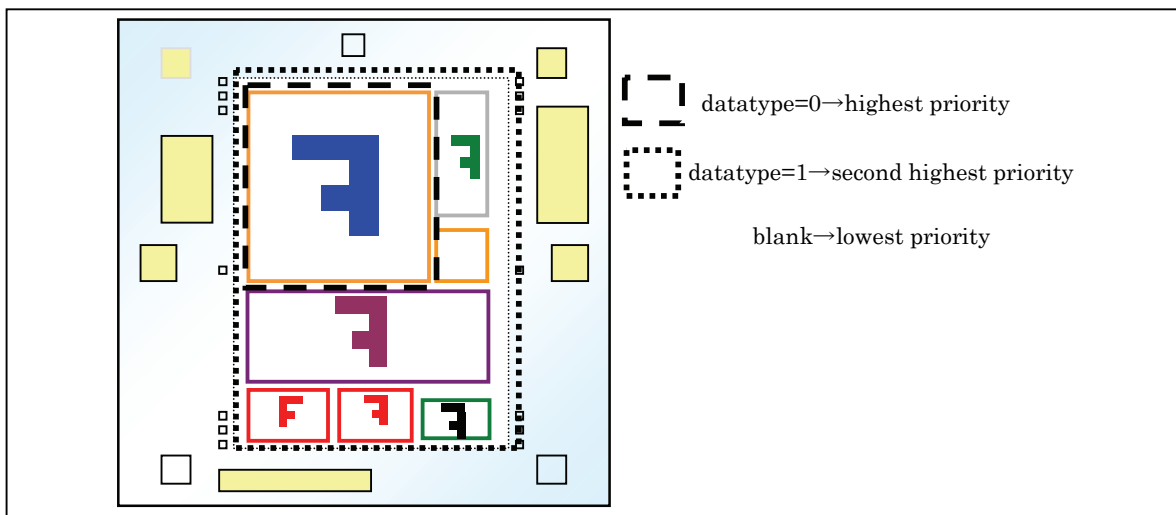 datatype=0→highest priority
datatype=1→second highest priority
blank→lowest priority